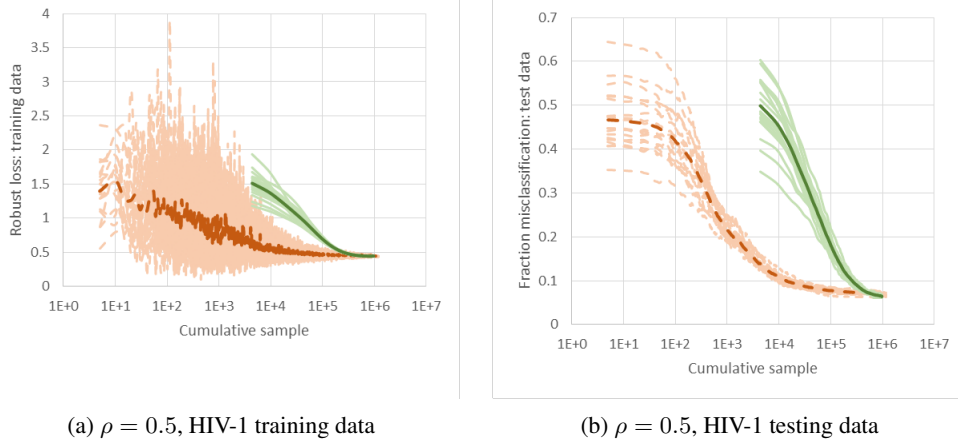 4
3.5
3
2.5
2
1.5
1
0.5
0
Robust loss: training data
1E+0 1E+1 1E+2 1E+3 1E+4 1E+5 1E+6 1E+7
Cumulative sample
(a) ρ = 0.5, HIV-1 training data
0.7
0.6
0.5
0.4
0.3
0.2
0.1
0
Fraction misclassification: test data
1E+0 1E+1 1E+2 1E+3 1E+4 1E+5 1E+6 1E+7
Cumulative sample
(b) ρ = 0.5, HIV-1 testing data